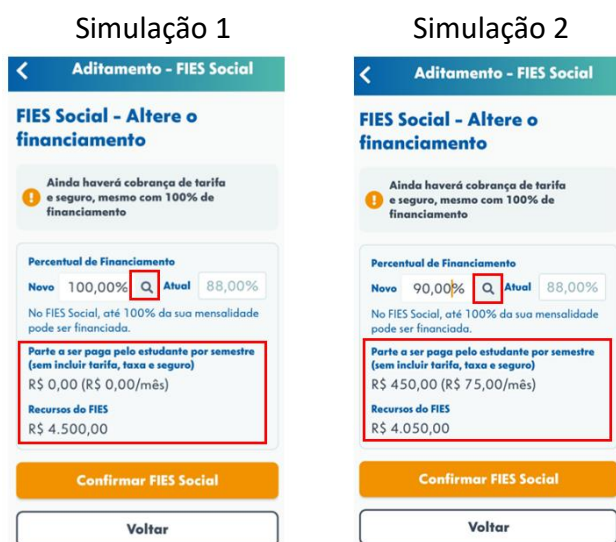 Simulação 1
Aditamento - FIES Social
FIES Social - Altere o
financiamento
Ainda haverá cobrança de tarifa
e seguro, mesmo com 100% de
financiamento
Percentual de Financiamento
Novo 100,00% Atual 88,00%
No FIES Social, até 100% da sua mensalidade
pode ser financiada.
Parte a ser paga pelo estudante por semestre
(sem incluir tarifa, taxa e seguro)
R$ 0,00 (R$ 0,00/mês)
Recursos do FIES
R$ 4.500,00
Confirmar FIES Social
Voltar
Simulação 2
Aditamento - FIES Social
FIES Social - Altere o
financiamento
Ainda haverá cobrança de tarifa
e seguro, mesmo com 100% de
financiamento
Percentual de Financiamento
Novo 90,00% Atual 88,00%
No FIES Social, até 100% da sua mensalidade
pode ser financiada.
Parte a ser paga pelo estudante por semestre
(sem incluir tarifa, taxa e seguro)
R$ 450,00 (R$ 75,00/mês)
Recursos do FIES
R$ 4.050,00
Confirmar FIES Social
Voltar